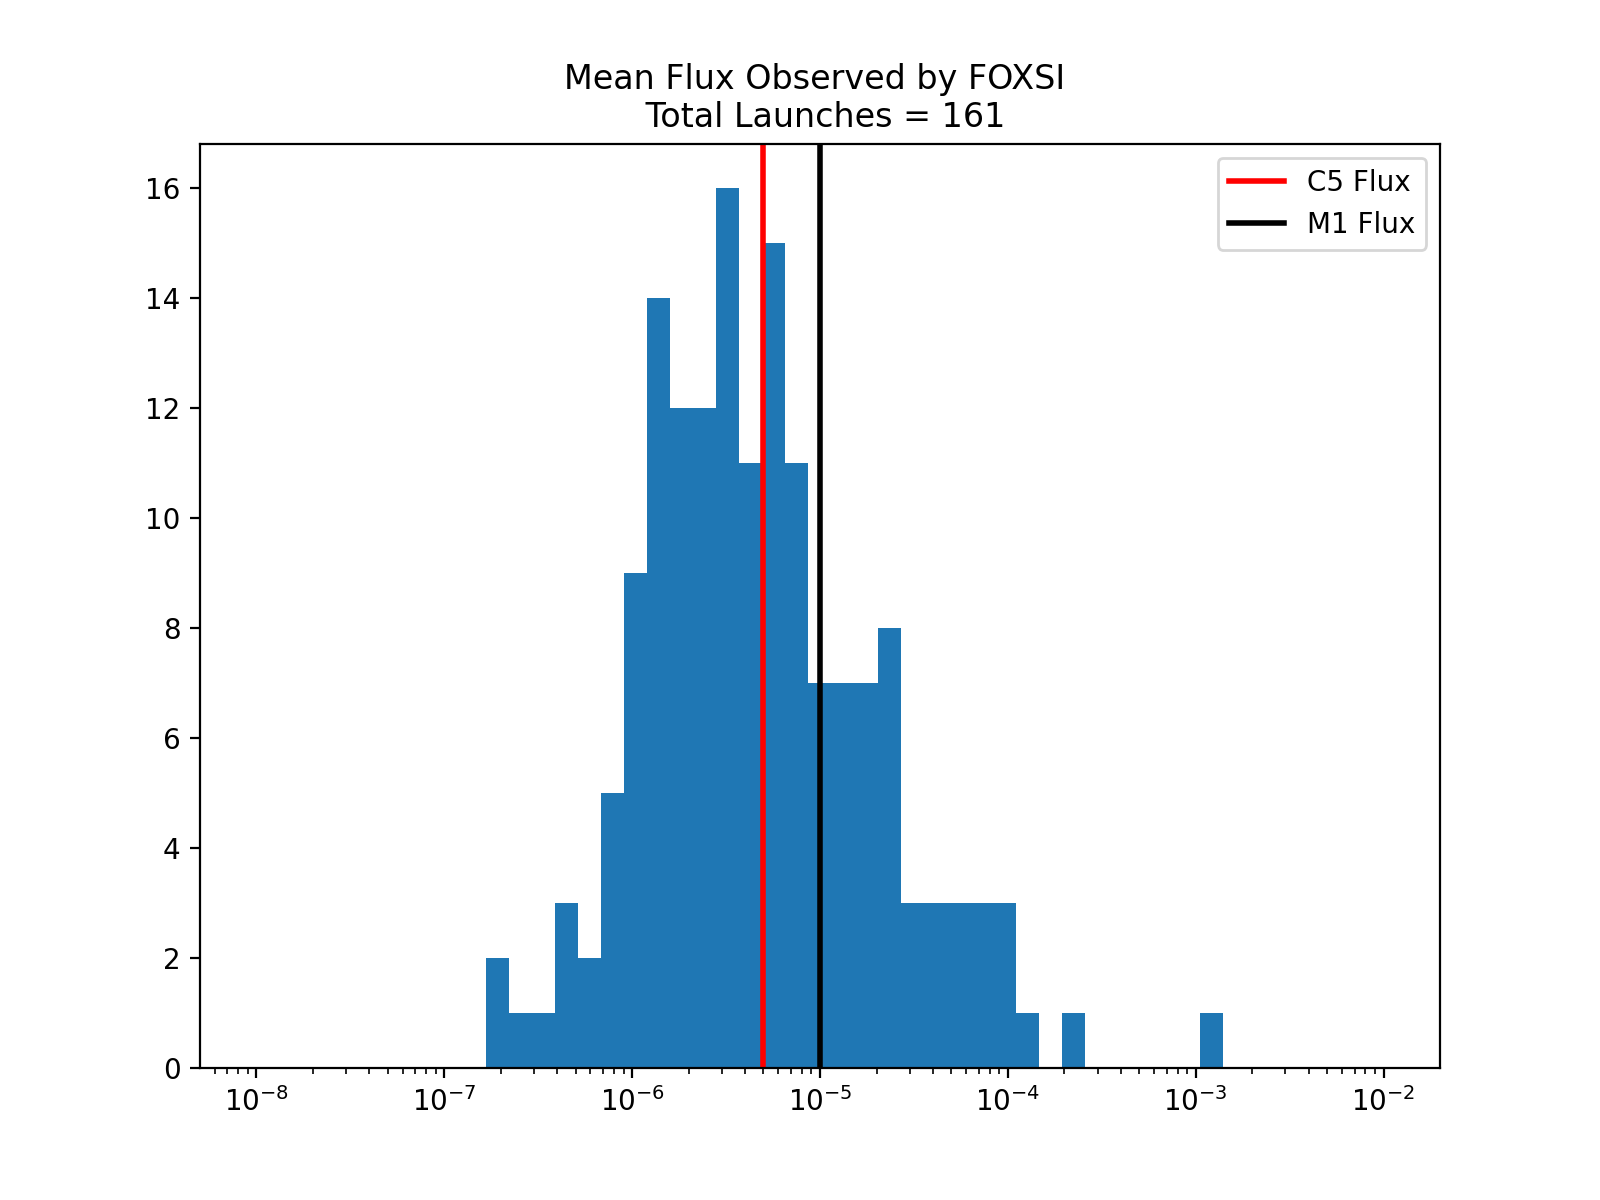 Mean Flux Observed by FOXSI
Total Launches = 161
C5 Flux
M1 Flux
16
14
12
10
8
6
4
2
0
10⁻⁸ 10⁻⁷ 10⁻⁶ 10⁻⁵ 10⁻⁴ 10⁻³ 10⁻²